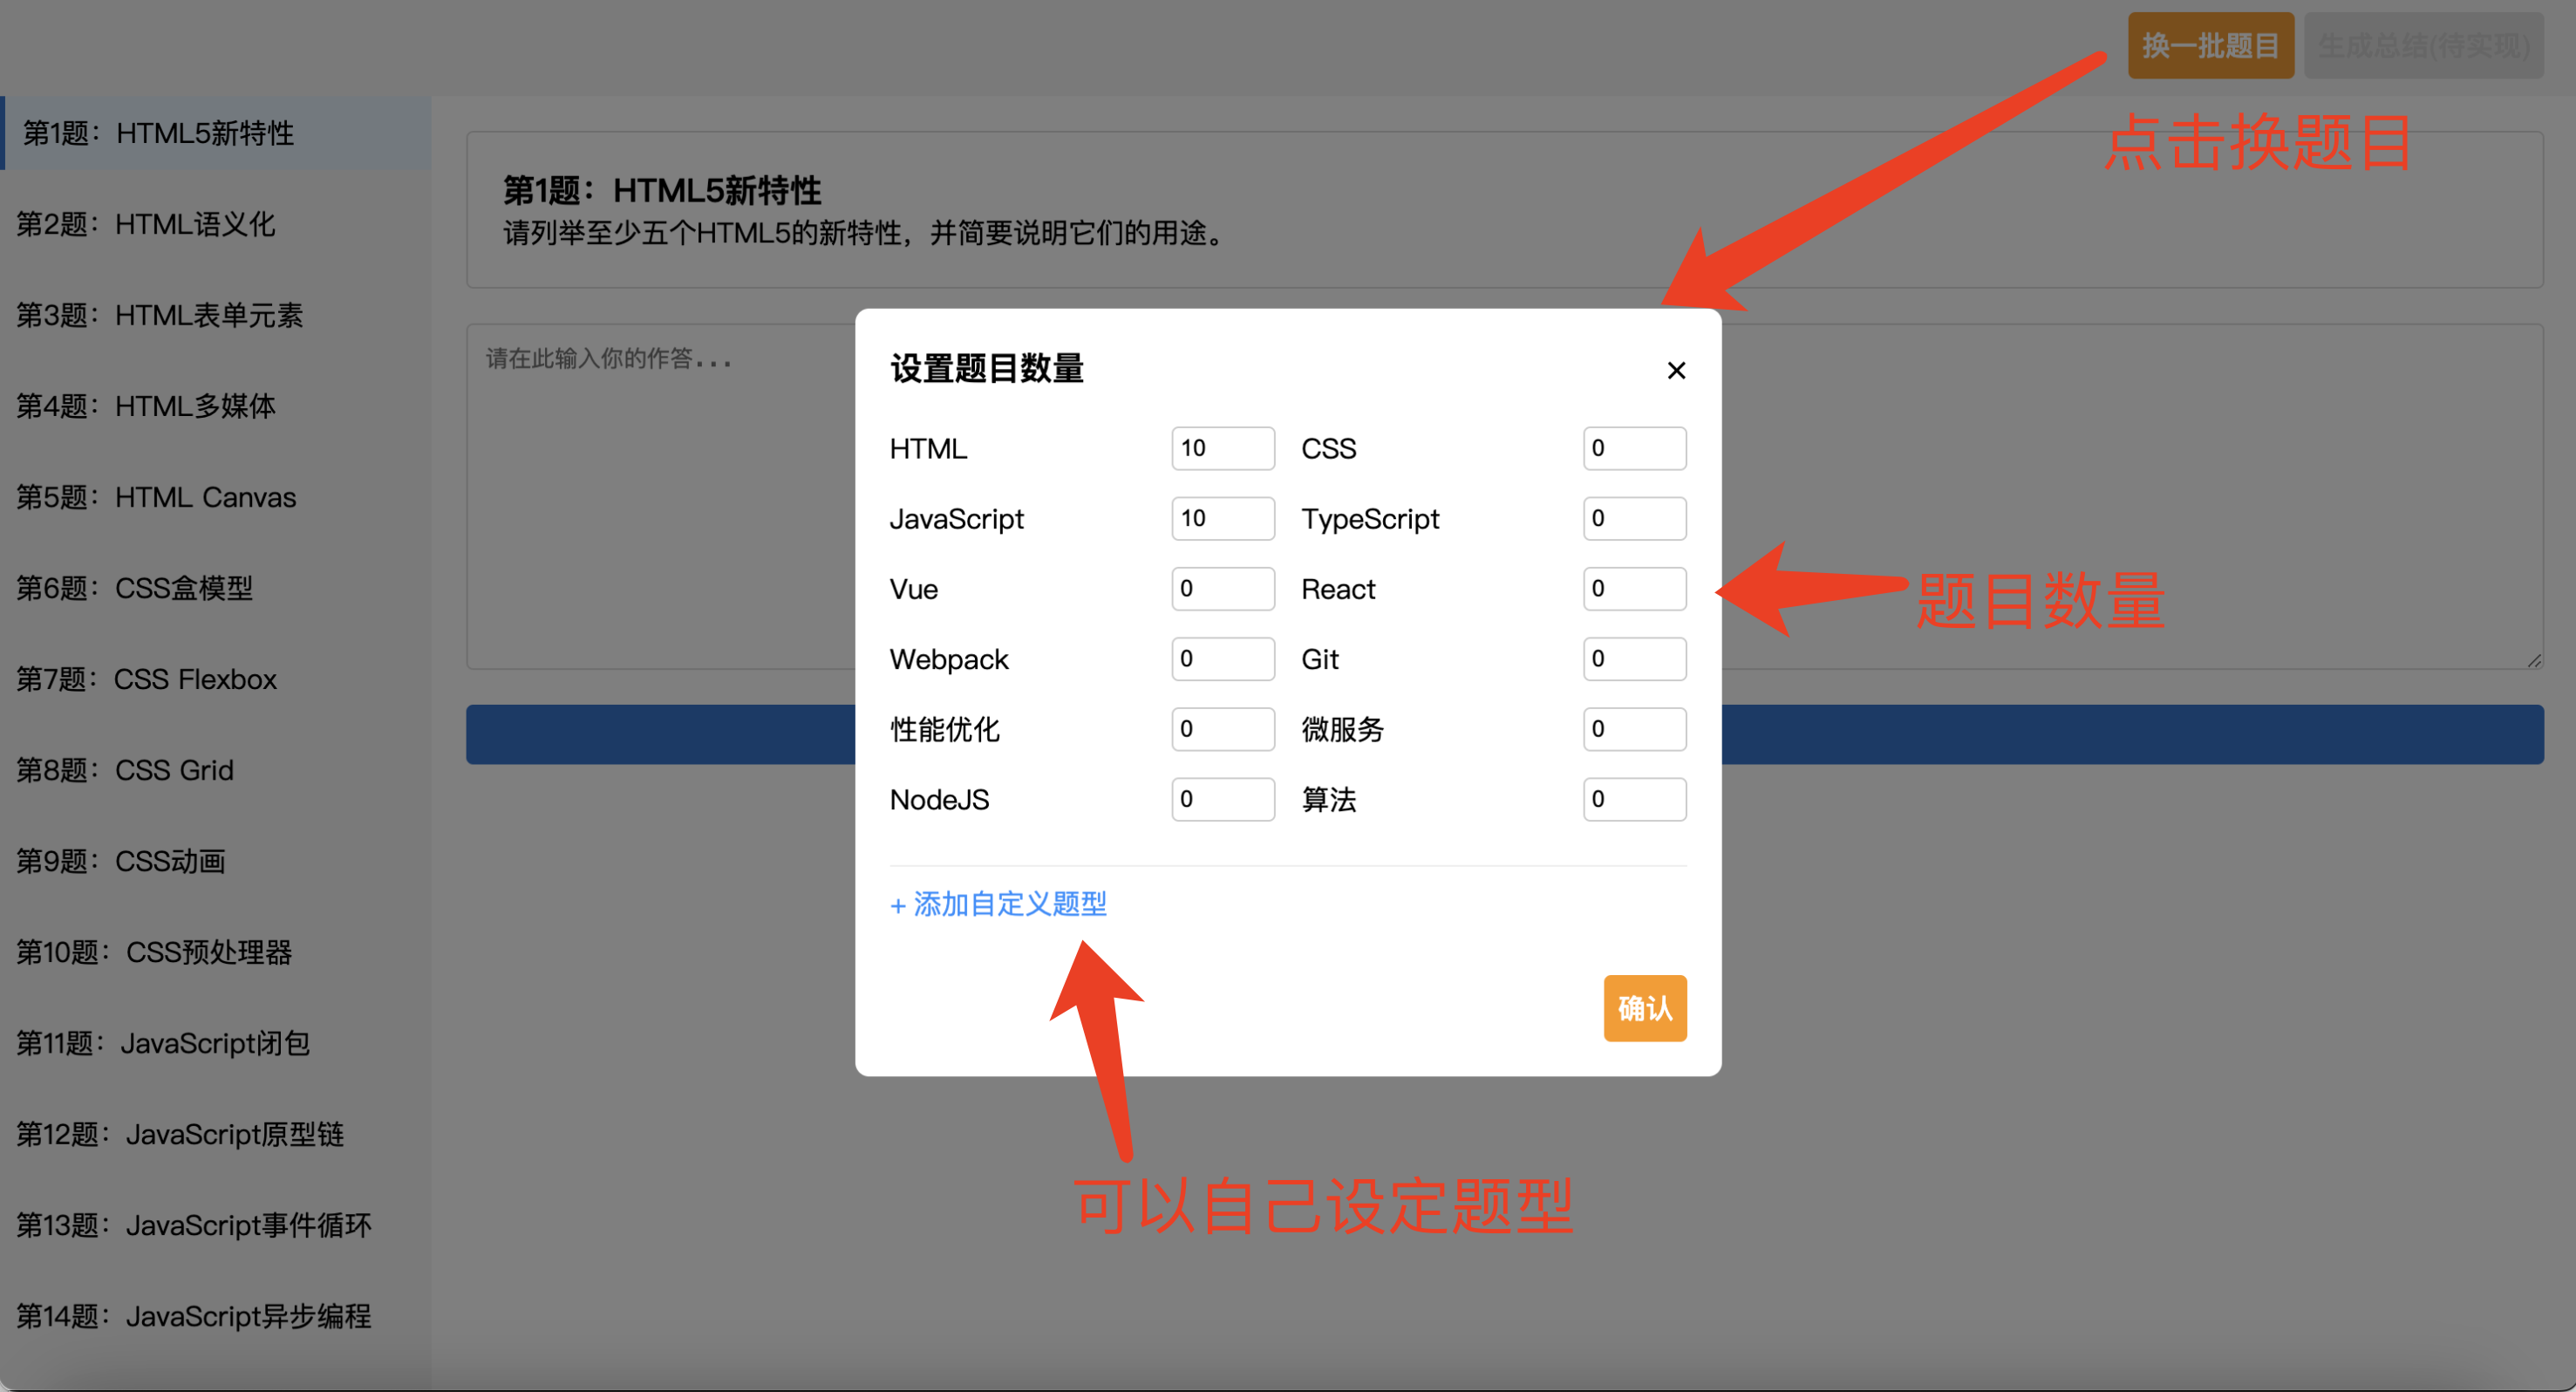 换一批题目
生成总结(待实现)
点击换题目
第1题：HTML5新特性
第2题：HTML语义化
第3题：HTML表单元素
第4题：HTML多媒体
第5题：HTML Canvas
第6题：CSS盒模型
第7题：CSS Flexbox
第8题：CSS Grid
第9题：CSS动画
第10题：CSS预处理器
第11题：JavaScript闭包
第12题：JavaScript原型链
第13题：JavaScript事件循环
第14题：JavaScript异步编程
第1题：HTML5新特性
请列举至少五个HTML5的新特性，并简要说明它们的用途。
请在此输入你的作答...
设置题目数量 ×
HTML 10 CSS 0
JavaScript 10 TypeScript 0
Vue 0 React 0
Webpack 0 Git 0
性能优化 0 微服务 0
NodeJS 0 算法 0
题目数量
+ 添加自定义题型
确认
可以自己设定题型